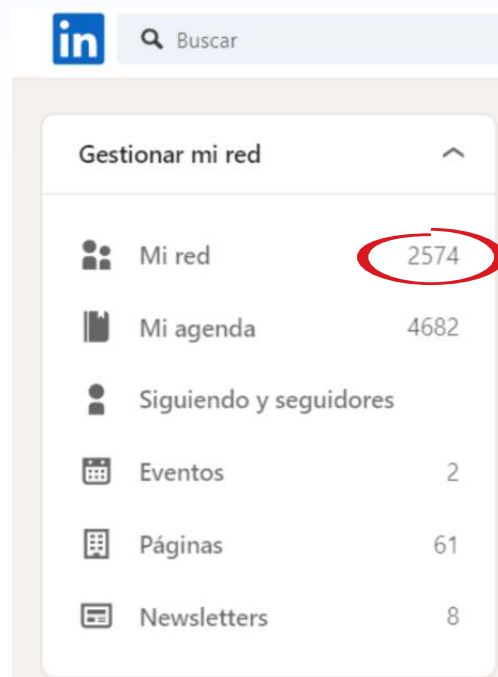 in Buscar
Gestionar mi red
Mi red 2574
Mi agenda 4682
Siguiendo y seguidores
Eventos 2
Páginas 61
Newsletters 8